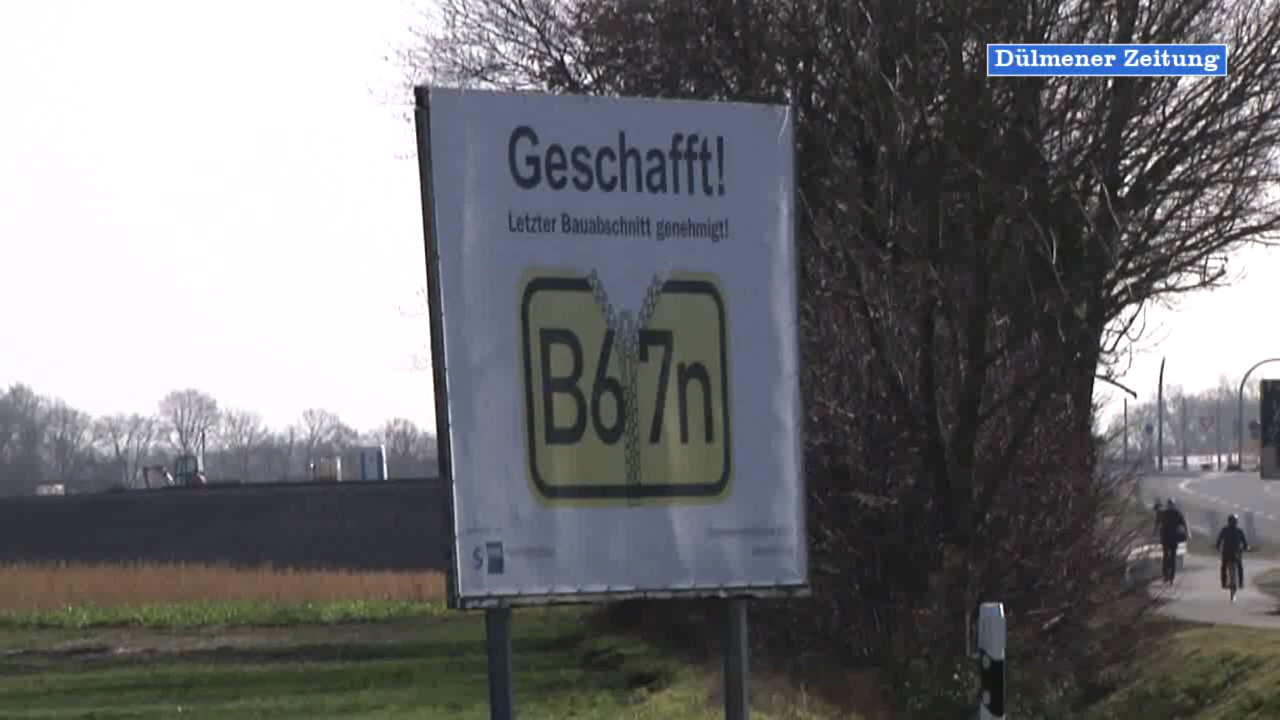 Dülmener Zeitung
Geschafft!
Letzter Bauabschnitt genehmigt!
B67n